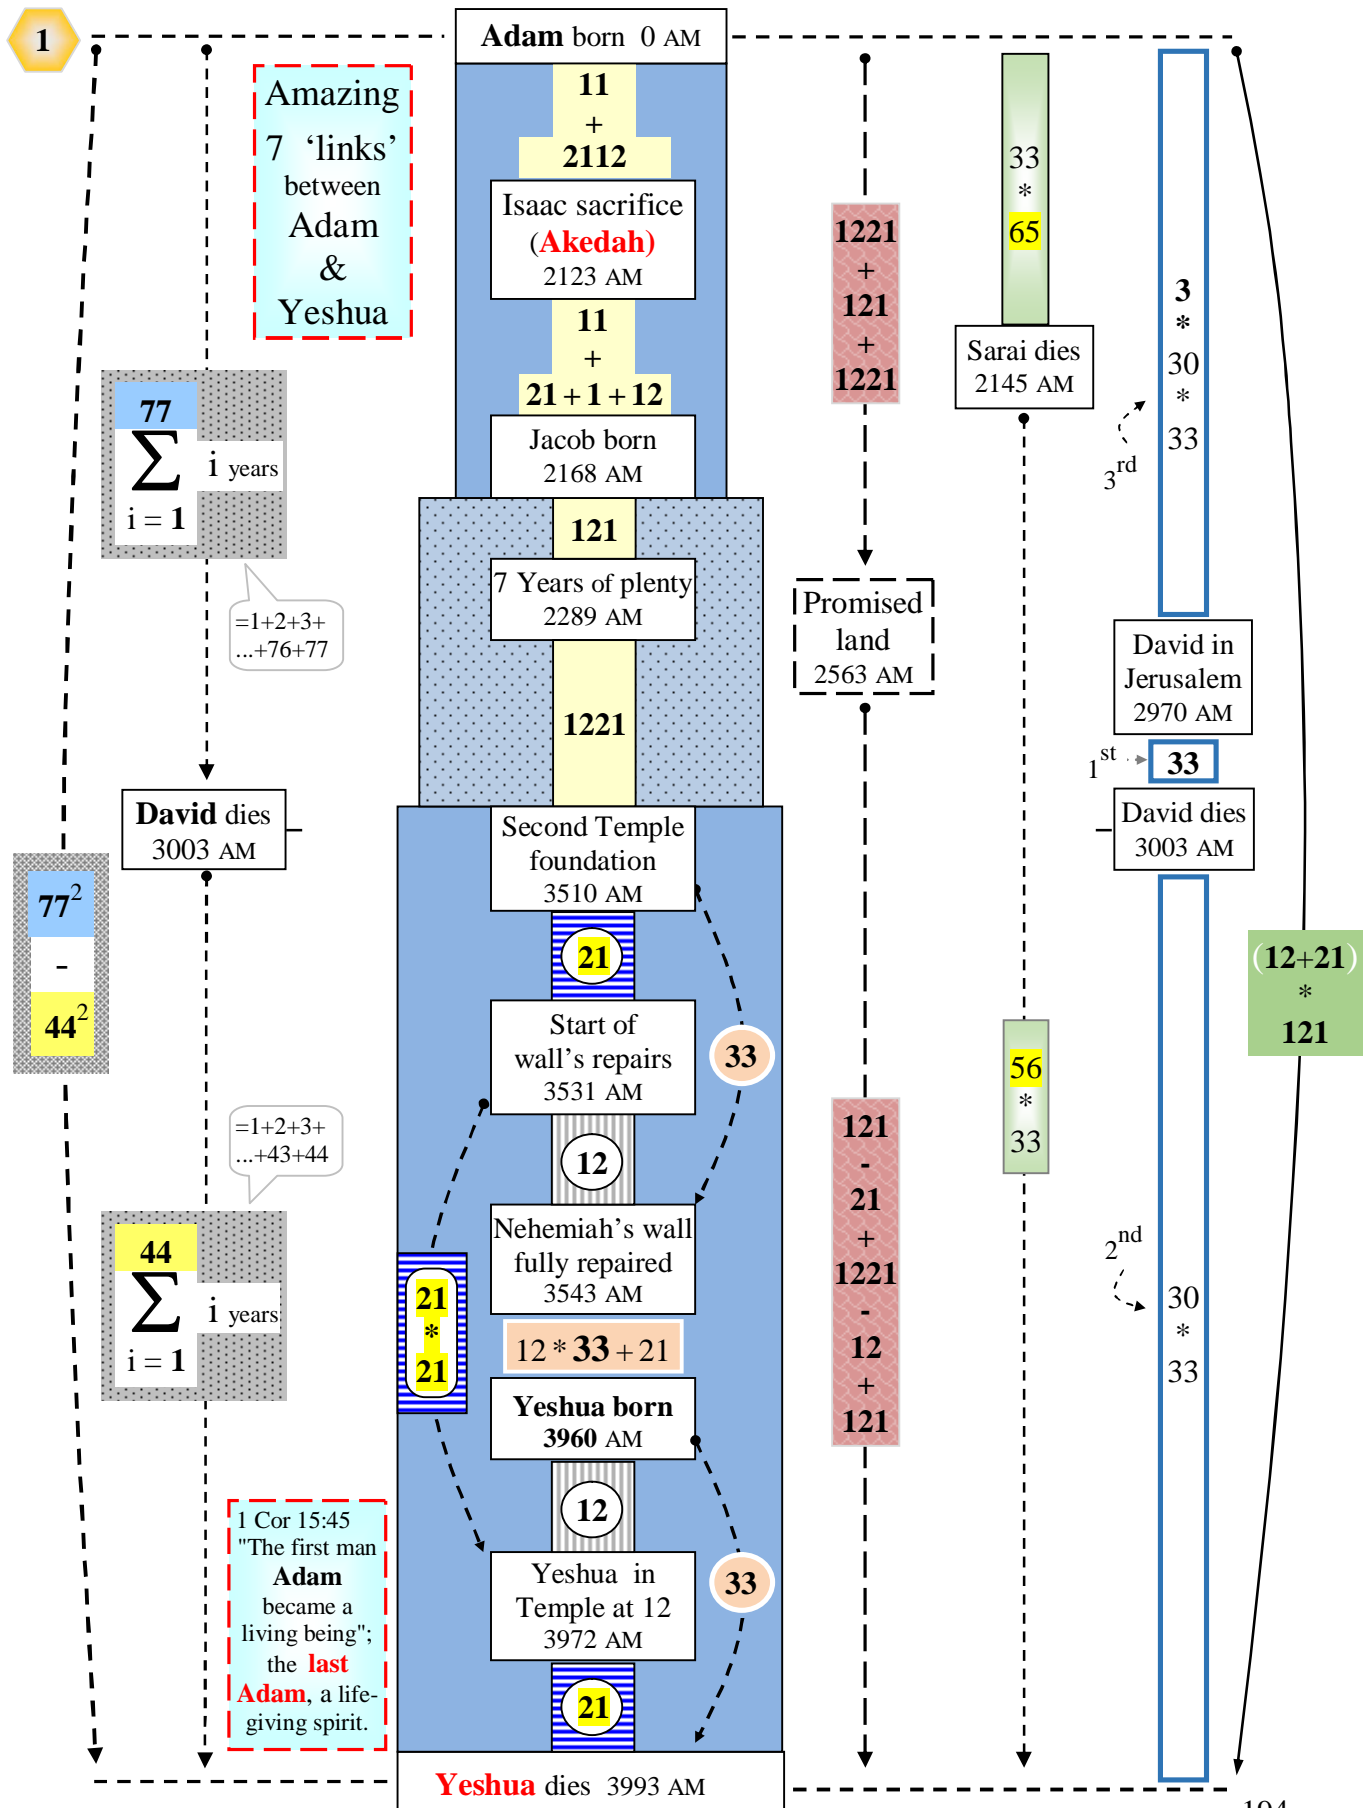 1
Adam born 0 AM
Amazing
7 ‘links’
between
Adam
&
Yeshua
77
∑ i years
i = 1
=1+2+3+
...+76+77
David dies
3003 AM
77²
-
44²
=1+2+3+
...+43+44
44
∑ i years
i = 1
1 Cor 15:45
"The first man
Adam
became a
living being";
the last
Adam, a life-
giving spirit.
11
+
2112
Isaac sacrifice
(Akedah)
2123 AM
11
+
21 + 1 + 12
Jacob born
2168 AM
121
7 Years of plenty
2289 AM
1221
Second Temple
foundation
3510 AM
21
Start of
wall’s repairs
3531 AM
33
12
Nehemiah’s wall
fully repaired
3543 AM
21
*
21
12 * 33 + 21
Yeshua born
3960 AM
12
Yeshua in
Temple at 12
3972 AM
33
21
Yeshua dies 3993 AM
1221
+
121
+
1221
Promised
land
2563 AM
121
-
21
+
1221
-
12
+
121
33
*
65
Sarai dies
2145 AM
56
*
33
3
*
30
*
33
3rd
David in
Jerusalem
2970 AM
1st
33
David dies
3003 AM
2nd
30
*
33
(12+21)
*
121